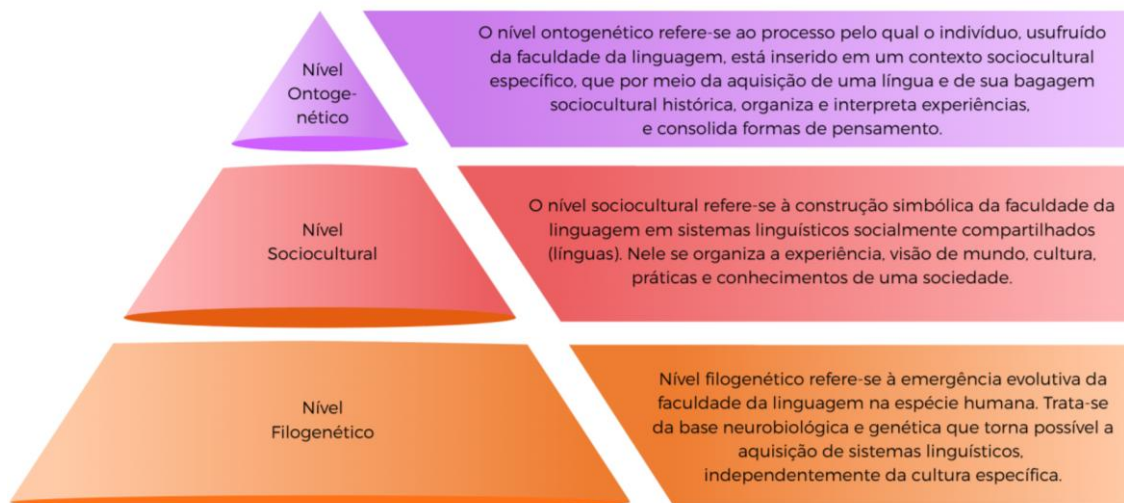 Nível
Ontoge-
nético
O nível ontogenético refere-se ao processo pelo qual o indivíduo, usufruído
da faculdade da linguagem, está inserido em um contexto sociocultural
específico, que por meio da aquisição de uma língua e de sua bagagem
sociocultural histórica, organiza e interpreta experiências,
e consolida formas de pensamento.
Nível
Sociocultural
O nível sociocultural refere-se à construção simbólica da faculdade da
linguagem em sistemas linguísticos socialmente compartilhados
(línguas). Nele se organiza a experiência, visão de mundo, cultura,
práticas e conhecimentos de uma sociedade.
Nível
Filogenético
Nível filogenético refere-se à emergência evolutiva da
faculdade da linguagem na espécie humana. Trata-se
da base neurobiológica e genética que torna possível a
aquisição de sistemas linguísticos,
independentemente da cultura específica.